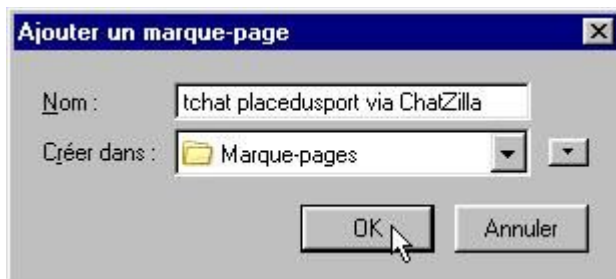 Ajouter un marque-page
Nom : tchat placedusport via ChatZilla
Créer dans : Marque-pages
OK Annuler